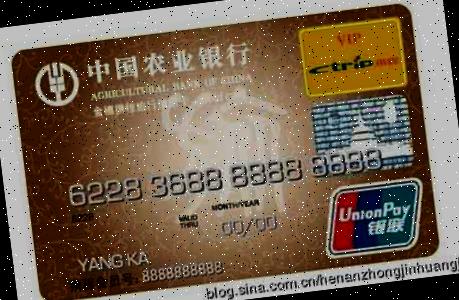 中国农业银行
AGRICULTURAL BANK OF CHINA
VIP
ctrip
6228 3688 8888 8888
VALID THRU
MONTH/YEAR
00/00
UnionPay
银联
YANG KA
8888888888
blog.sina.com.cn/henanzhongjinhuangj